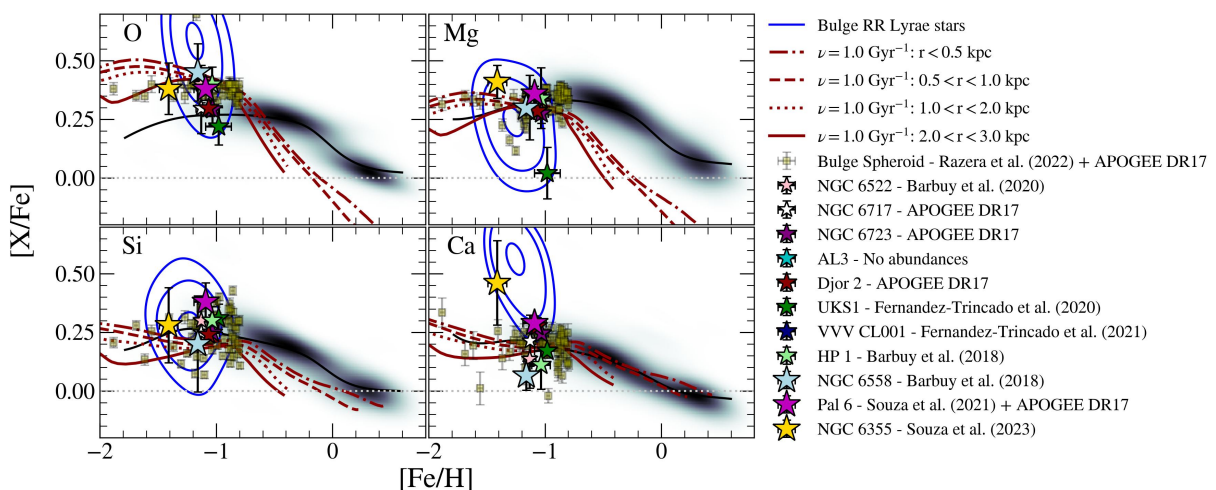 O
Mg
Si
Ca
0.50
0.25
0.00
0.50
0.25
0.00
[X/Fe]
−2
−1
0
−2
−1
0
[Fe/H]
Bulge RR Lyrae stars
ν = 1.0 Gyr⁻¹: r < 0.5 kpc
ν = 1.0 Gyr⁻¹: 0.5 < r < 1.0 kpc
ν = 1.0 Gyr⁻¹: 1.0 < r < 2.0 kpc
ν = 1.0 Gyr⁻¹: 2.0 < r < 3.0 kpc
Bulge Spheroid - Razera et al. (2022) + APOGEE DR17
NGC 6522 - Barbuy et al. (2020)
NGC 6717 - APOGEE DR17
NGC 6723 - APOGEE DR17
AL3 - No abundances
Djor 2 - APOGEE DR17
UKS1 - Fernandez-Trincado et al. (2020)
VVV CL001 - Fernandez-Trincado et al. (2021)
HP 1 - Barbuy et al. (2018)
NGC 6558 - Barbuy et al. (2018)
Pal 6 - Souza et al. (2021) + APOGEE DR17
NGC 6355 - Souza et al. (2023)